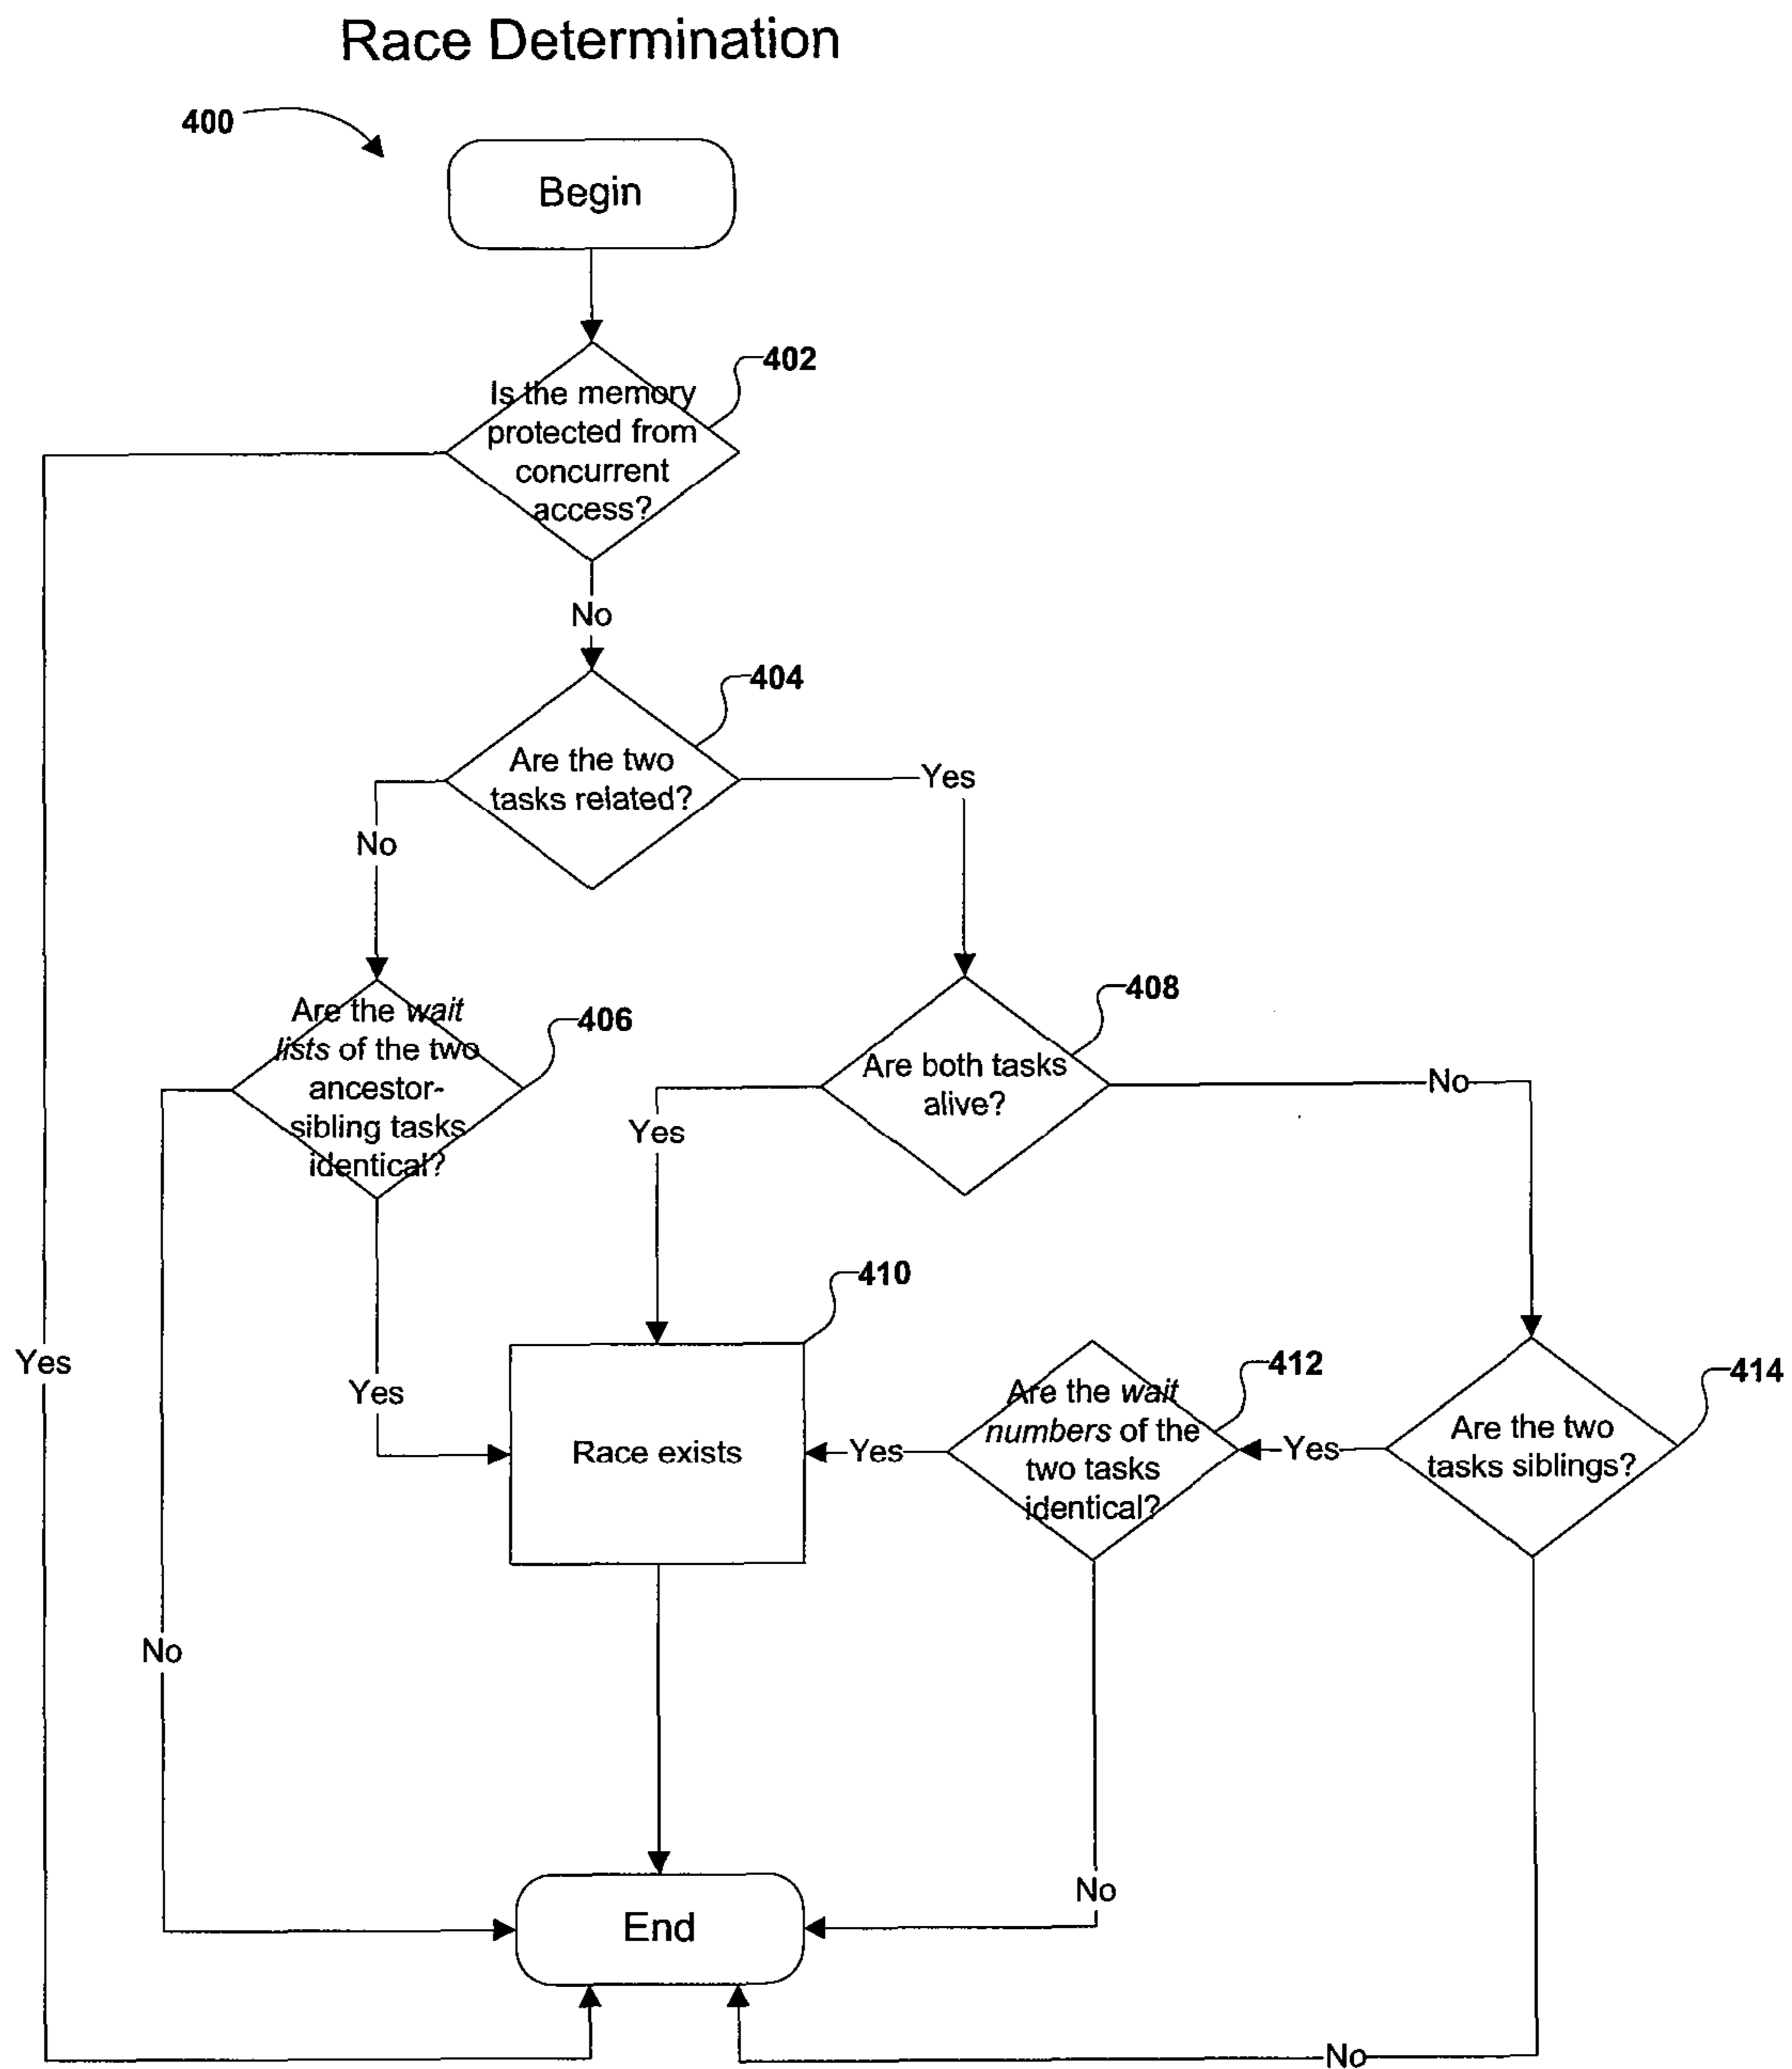 Race Determination
400
Begin
402
Is the memory
protected from
concurrent
access?
No
404
Are the two
tasks related?
Yes
No
408
406
Are the wait
lists of the two
ancestor-
sibling tasks
identical?
Are both tasks
alive?
No
Yes
410
412
414
Yes
Yes
Race exists
Yes
Are the wait
numbers of the
two tasks
identical?
Yes
Are the two
tasks siblings?
No
No
End
No